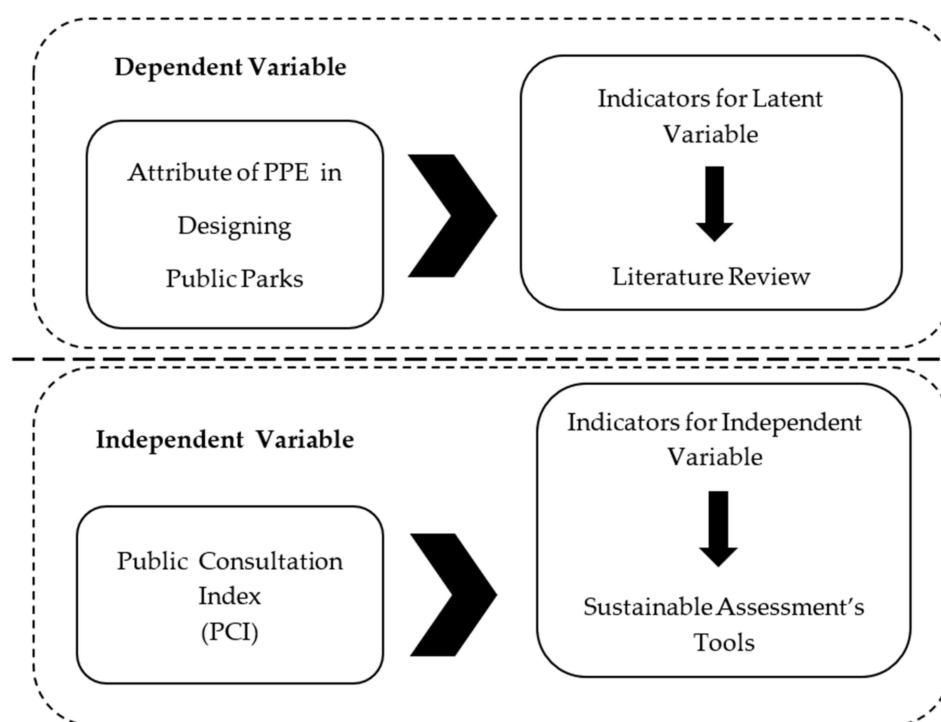 Dependent Variable
Attribute of PPE in
Designing
Public Parks
Indicators for Latent
Variable
Literature Review
Independent Variable
Public Consultation
Index
(PCI)
Indicators for Independent
Variable
Sustainable Assessment's
Tools